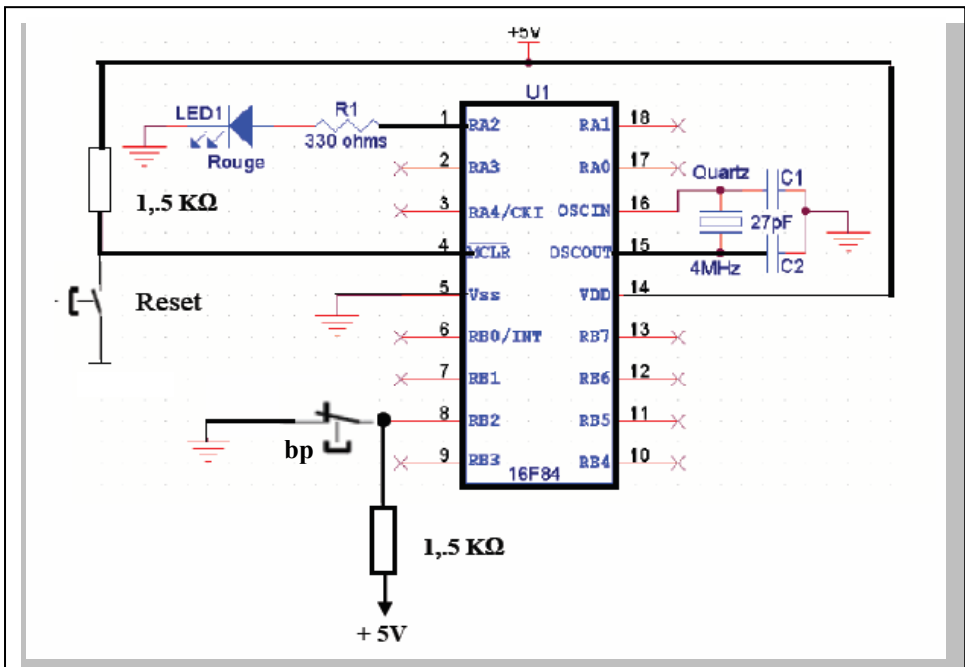 +5V
U1
LED1
R1
330 ohms
Rouge
1,.5 KΩ
Reset
1 RA2
2 RA3
3 RA4/CKI
4 MCLR
5 Vss
6 RB0/INT
7 RB1
8 RB2
9 RB3
RA1 18
RA0 17
OSCIN 16
OSCOUT 15
VDD 14
RB7 13
RB6 12
RB5 11
RB4 10
16F84
Quartz
C1
27pF
4MHz
C2
bp
1,.5 KΩ
+ 5V